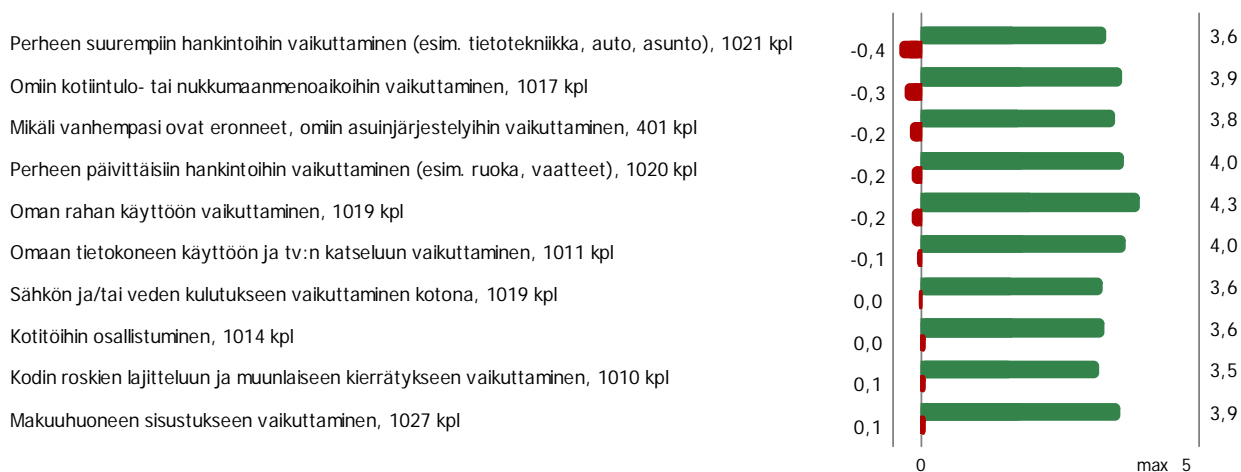 Perheen suurempiin hankintoihin vaikuttaminen (esim. tietotekniikka, auto, asunto), 1021 kpl -0,4 3,6
Omiin kotiintulo- tai nukkumaanmenoaikoihin vaikuttaminen, 1017 kpl -0,3 3,9
Mikäli vanhempasi ovat eronneet, omiin asuinjärjestelyihin vaikuttaminen, 401 kpl -0,2 3,8
Perheen päivittäisiin hankintoihin vaikuttaminen (esim. ruoka, vaatteet), 1020 kpl -0,2 4,0
Oman rahan käyttöön vaikuttaminen, 1019 kpl -0,2 4,3
Omaan tietokoneen käyttöön ja tv:n katseluun vaikuttaminen, 1011 kpl -0,1 4,0
Sähkön ja/tai veden kulutukseen vaikuttaminen kotona, 1019 kpl 0,0 3,6
Kotitöihin osallistuminen, 1014 kpl 0,0 3,6
Kodin roskien lajitteluun ja muunlaiseen kierrätykseen vaikuttaminen, 1010 kpl 0,1 3,5
Makuuhuoneen sisustukseen vaikuttaminen, 1027 kpl 0,1 3,9
0 max 5